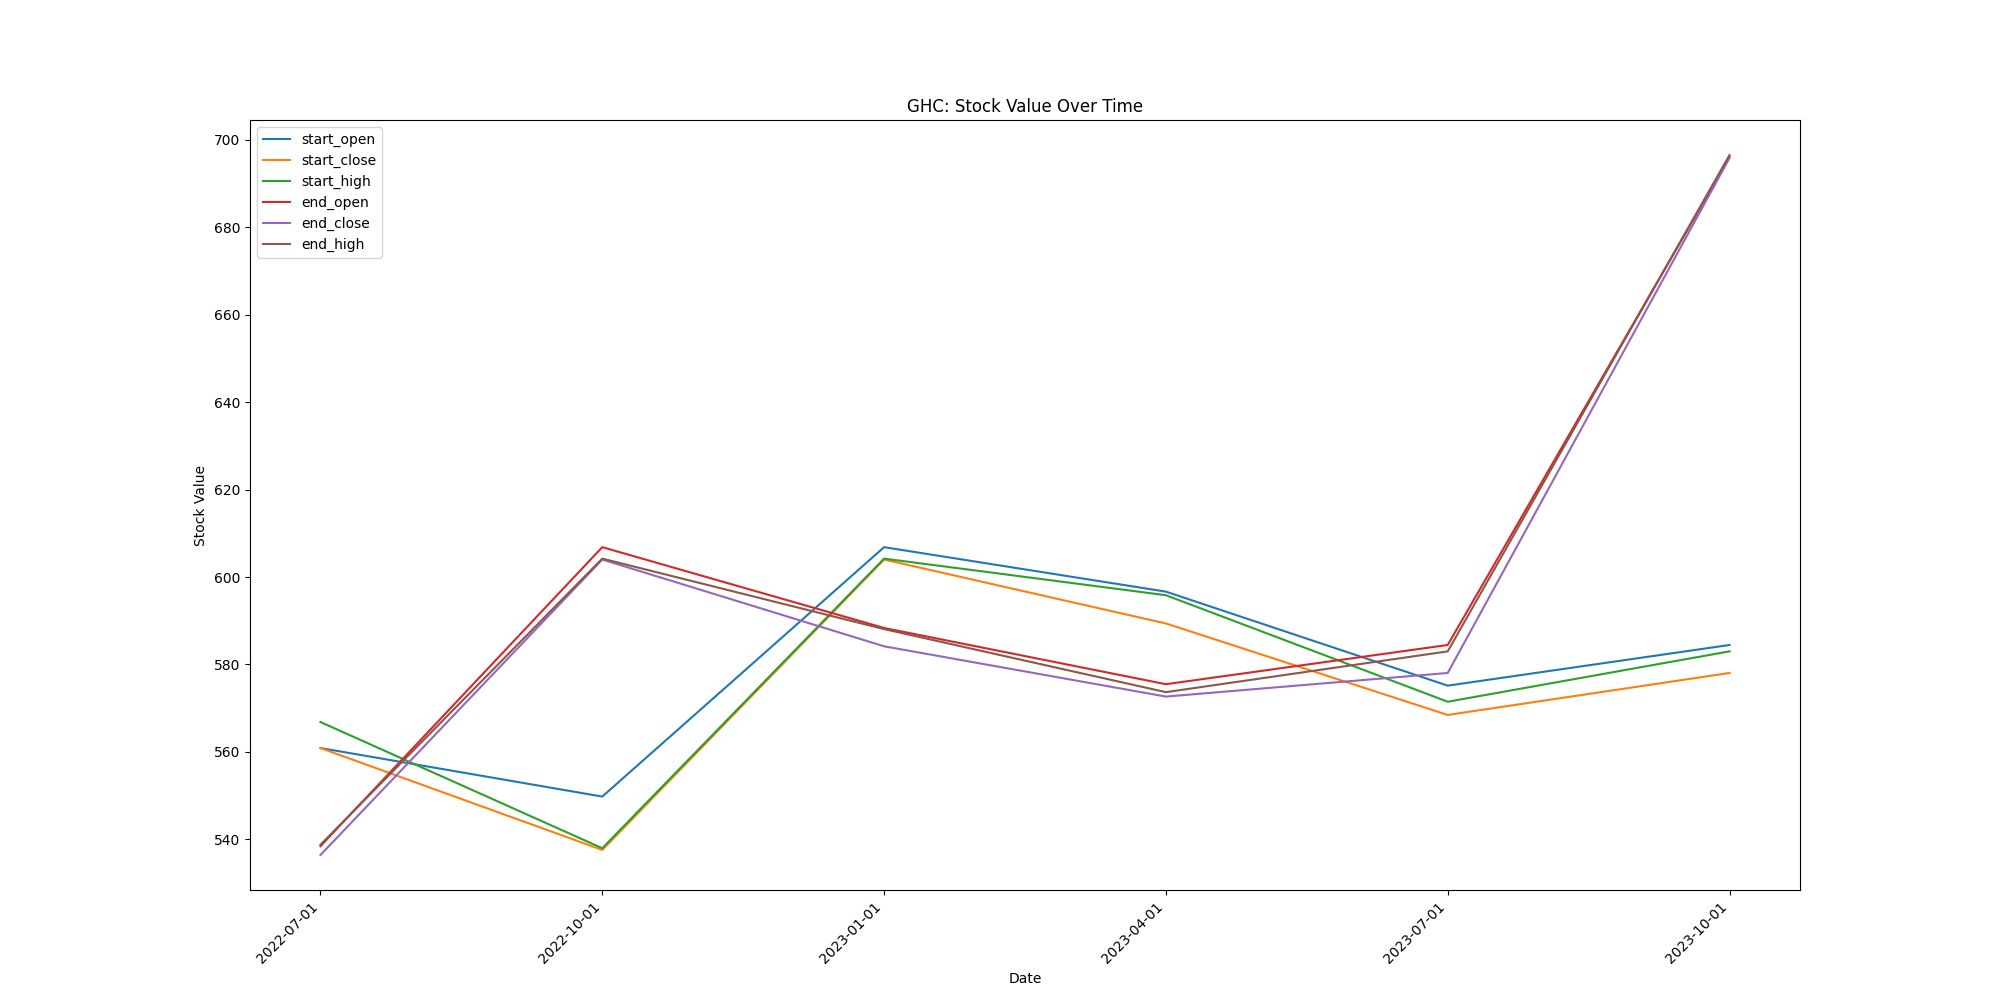 GHC: Stock Value Over Time
start_open
start_close
start_high
end_open
end_close
end_high
700
680
660
640
620
600
580
560
540
Stock Value
2022-07-01
2022-10-01
2023-01-01
2023-04-01
2023-07-01
2023-10-01
Date